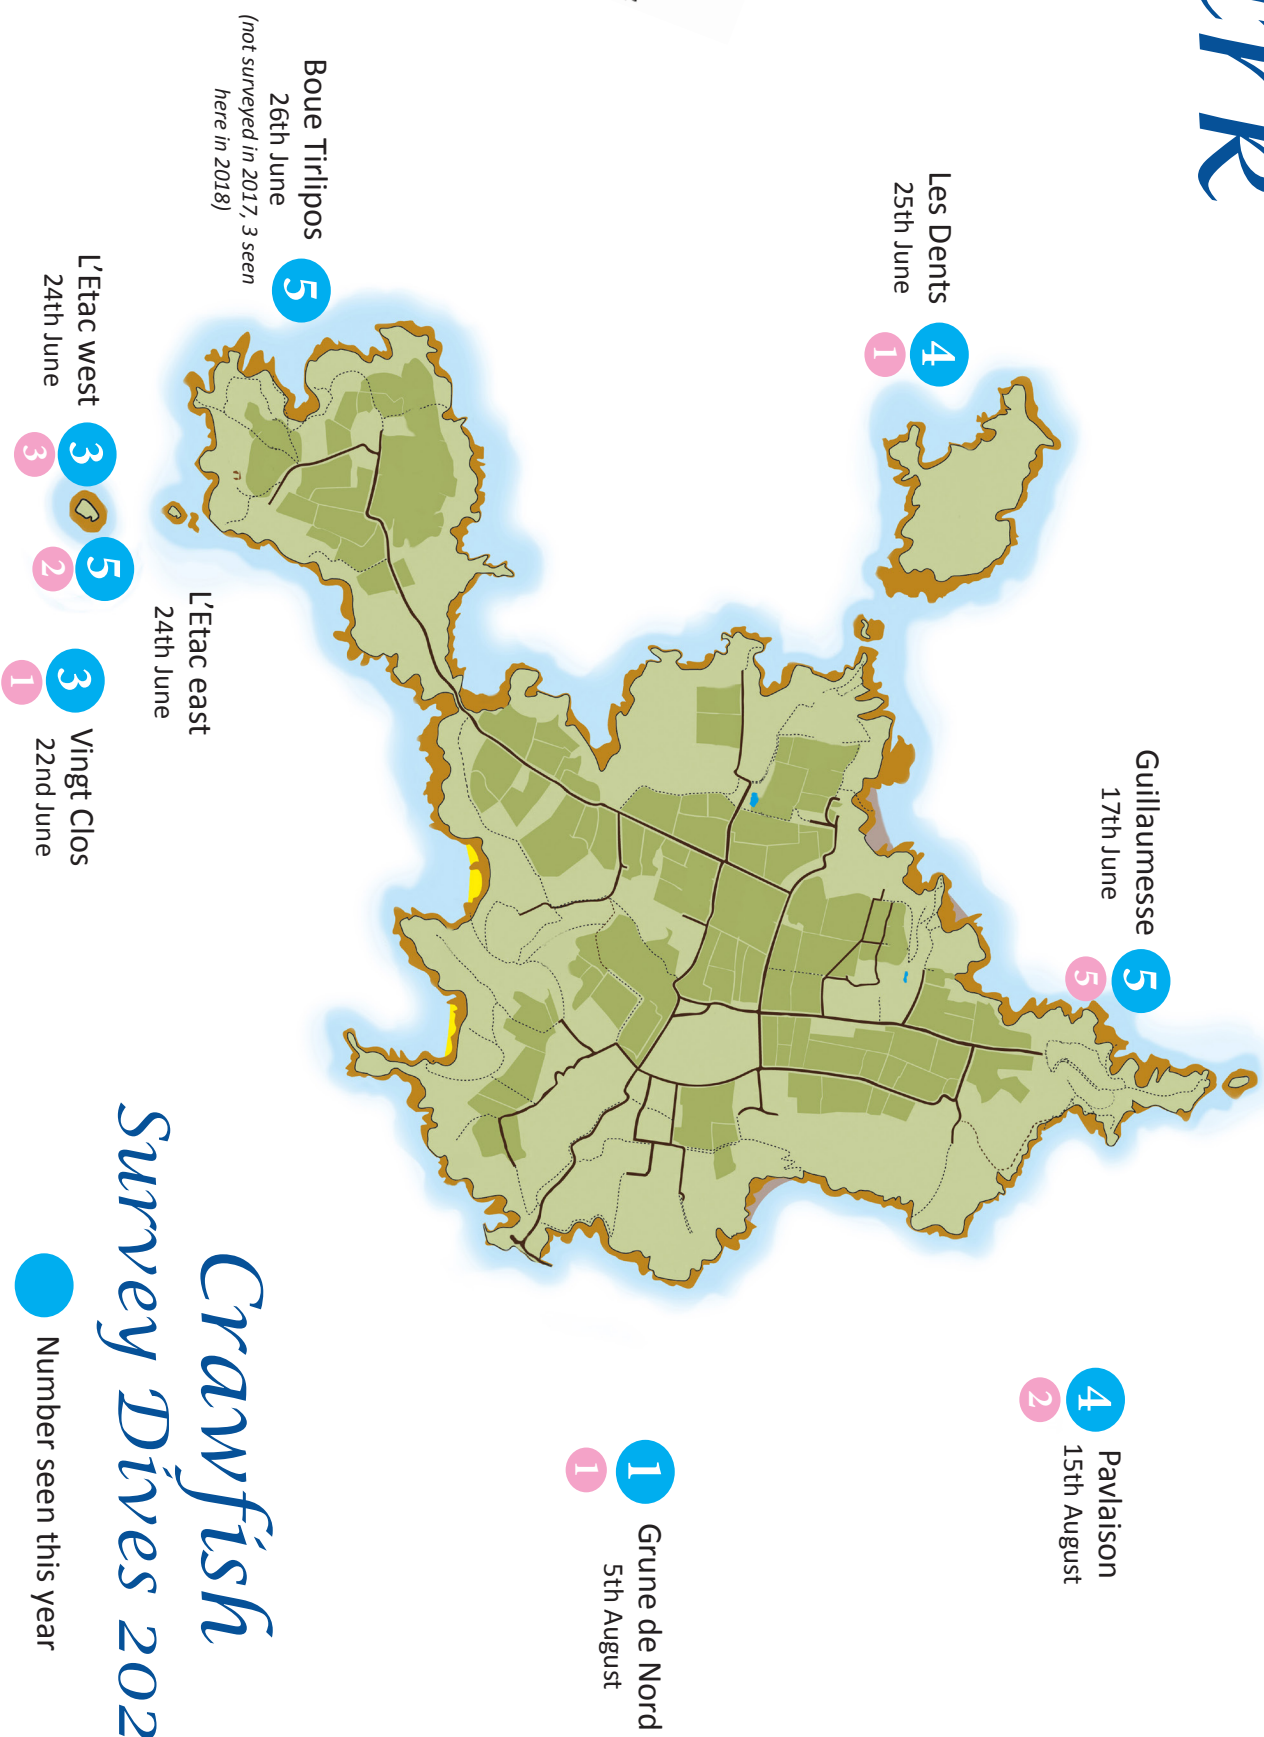 Guillaumesse
17th June
5
5
Pavlaison
15th August
4
2
Les Dents
25th June
4
1
Grune de Nord
5th August
1
1
Boue Tirlipos
26th June
(not surveyed in 2017, 3 seen
here in 2018)
5
L'Etac east
24th June
5
2
L'Etac west
24th June
3
3
Vingt Clos
22nd June
3
1
Crawfish
Survey Dives 202
Number seen this year